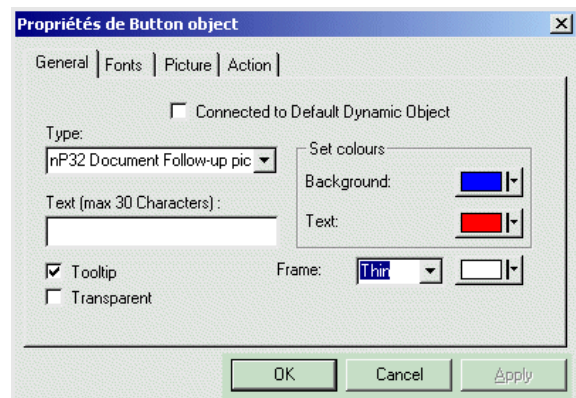 Propriétés de Button object
General Fonts Picture Action
Connected to Default Dynamic Object
Type:
nP32 Document Follow-up pic
Set colours
Background:
Text (max 30 Characters) :
Text:
Tooltip
Frame: Thin
Transparent
OK Cancel Apply